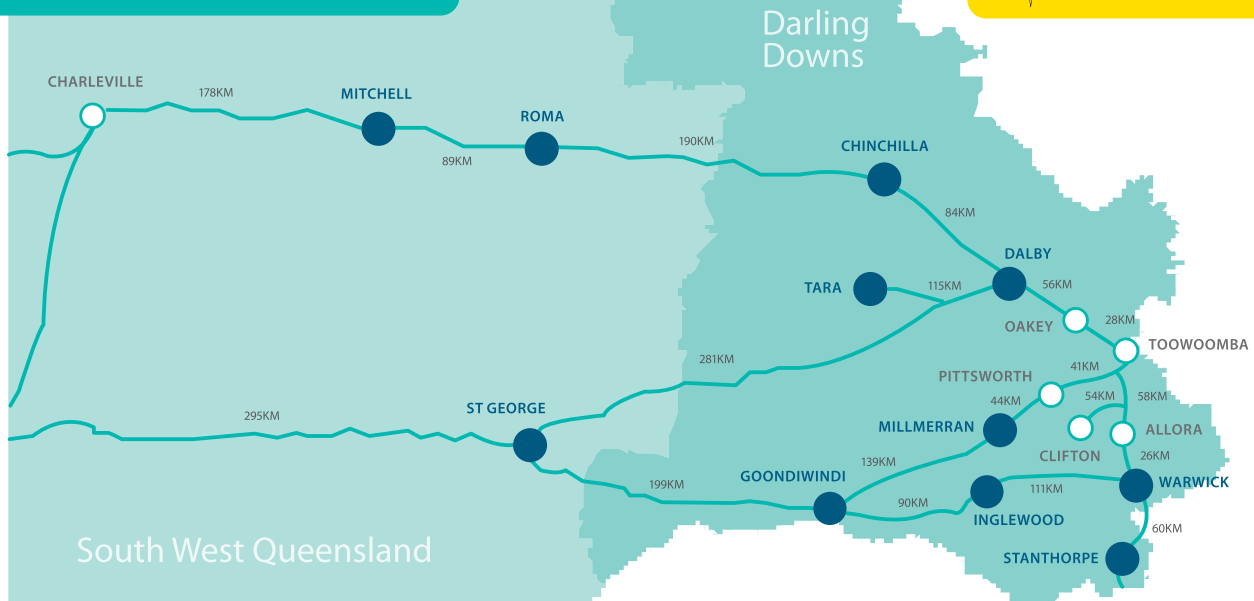 Darling
Downs
CHARLEVILLE
178KM
MITCHELL
89KM
ROMA
190KM
CHINCHILLA
84KM
DALBY
TARA
115KM
56KM
OAKEY
28KM
TOOWOOMBA
281KM
41KM
PITTSWORTH
44KM
54KM
58KM
295KM
ST GEORGE
MILLMERRAN
ALLORA
CLIFTON
26KM
139KM
GOONDIWINDI
199KM
90KM
111KM
WARWICK
INGLEWOOD
60KM
South West Queensland
STANTHORPE